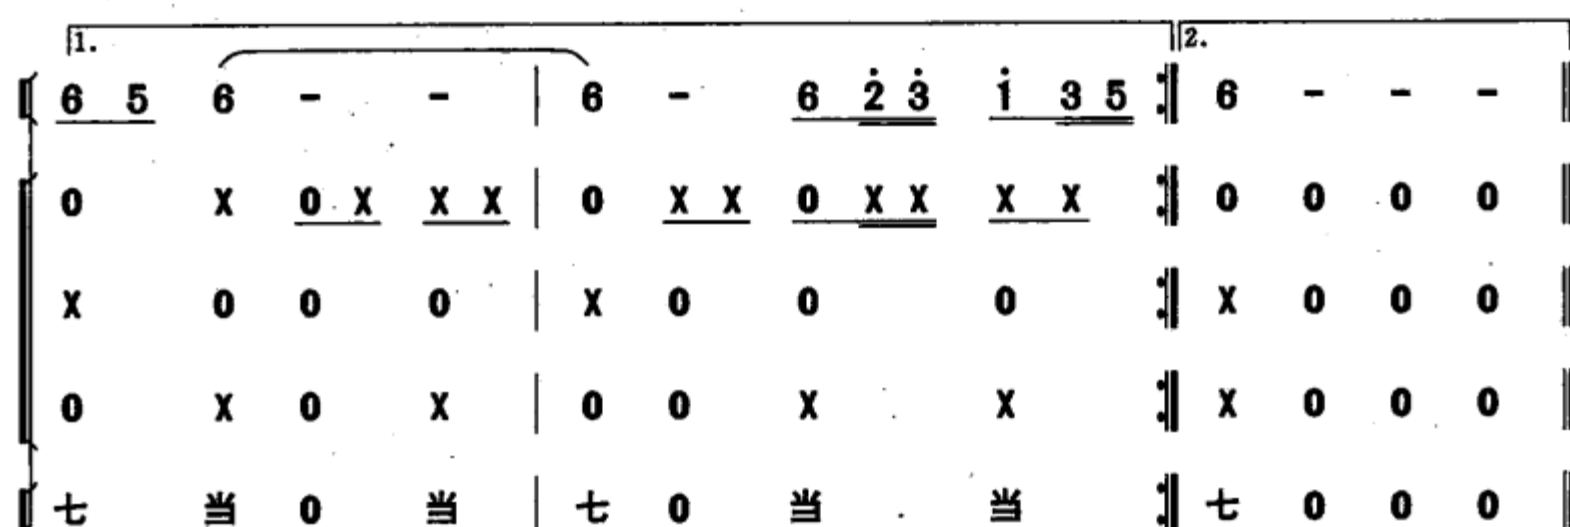 1. 2.
6 5 6 - - | 6 - 6 2̇ 3̇ 1̇ 3 5 :‖ 6 - - - ‖
0 X 0 X X X | 0 X X 0 X X X X :‖ 0 0 0 0 ‖
X 0 0 0 | X 0 0 0 :‖ X 0 0 0 ‖
0 X 0 X | 0 0 X X :‖ X 0 0 0 ‖
七 当 0 当 | 七 0 当 当 :‖ 七 0 0 0 ‖